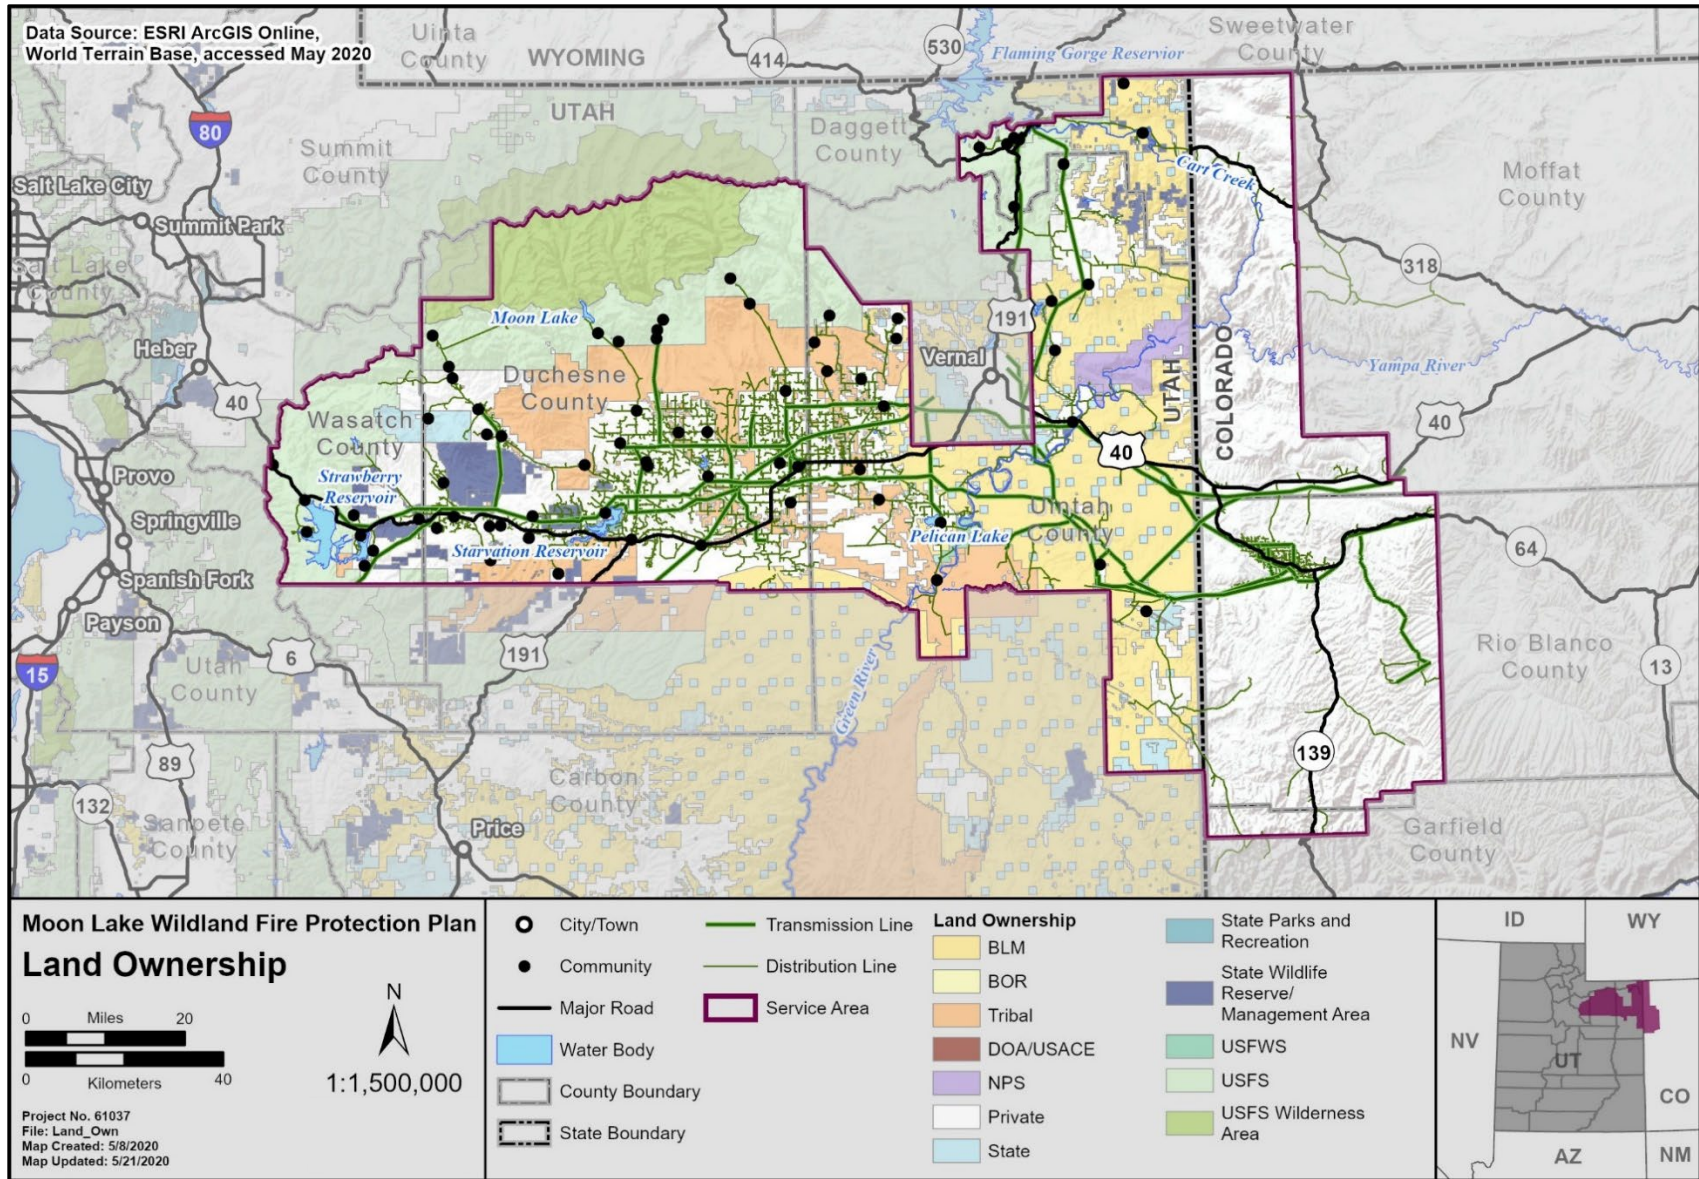 Data Source: ESRI ArcGIS Online,
World Terrain Base, accessed May 2020
Uinta
County
WYOMING
414
530
Flaming Gorge Reservior
Sweetwater
County
80
UTAH
Summit
County
Daggett
County
Cart Creek
Moffat
County
Salt Lake City
Summit Park
Salt Lake
County
318
Moon Lake
191
Heber
Vernal
Yampa River
40
Duchesne
County
UTAH
COLORADO
40
Wasatch
County
40
Provo
Strawberry
Reservoir
Springville
Uintah
County
Starvation Reservoir
Pelican Lake
64
Spanish Fork
Payson
15
Utah
County
6
191
Green River
Rio Blanco
County
13
89
139
132
Carbon
County
Sanpete
County
Price
Garfield
County
Moon Lake Wildland Fire Protection Plan
Land Ownership
0 Miles 20
0 Kilometers 40
N
1:1,500,000
Project No. 61037
File: Land_Own
Map Created: 5/8/2020
Map Updated: 5/21/2020
City/Town
Community
Major Road
Water Body
County Boundary
State Boundary
Transmission Line
Distribution Line
Service Area
Land Ownership
BLM
BOR
Tribal
DOA/USACE
NPS
Private
State
State Parks and
Recreation
State Wildlife
Reserve/
Management Area
USFWS
USFS
USFS Wilderness
Area
ID
WY
NV
UT
CO
AZ
NM